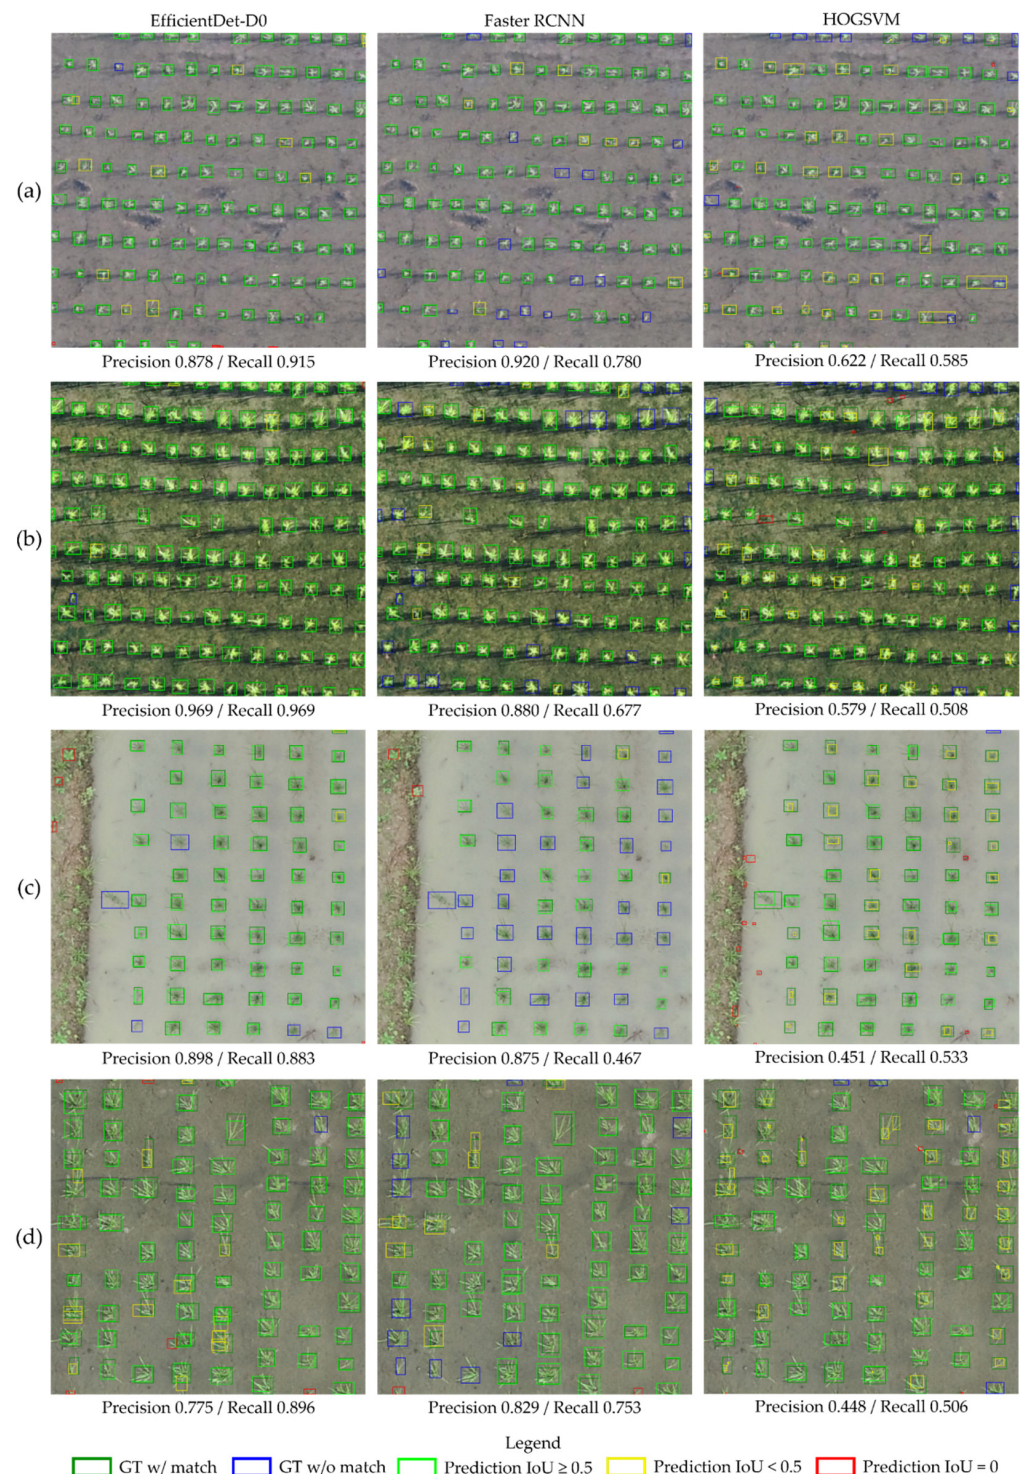 EfficientDet-D0 Faster RCNN HOGSVM
(a)
Precision 0.878 / Recall 0.915 Precision 0.920 / Recall 0.780 Precision 0.622 / Recall 0.585
(b)
Precision 0.969 / Recall 0.969 Precision 0.880 / Recall 0.677 Precision 0.579 / Recall 0.508
(c)
Precision 0.898 / Recall 0.883 Precision 0.875 / Recall 0.467 Precision 0.451 / Recall 0.533
(d)
Precision 0.775 / Recall 0.896 Precision 0.829 / Recall 0.753 Precision 0.448 / Recall 0.506
Legend
GT w/ match GT w/o match Prediction IoU ≥ 0.5 Prediction IoU < 0.5 Prediction IoU = 0